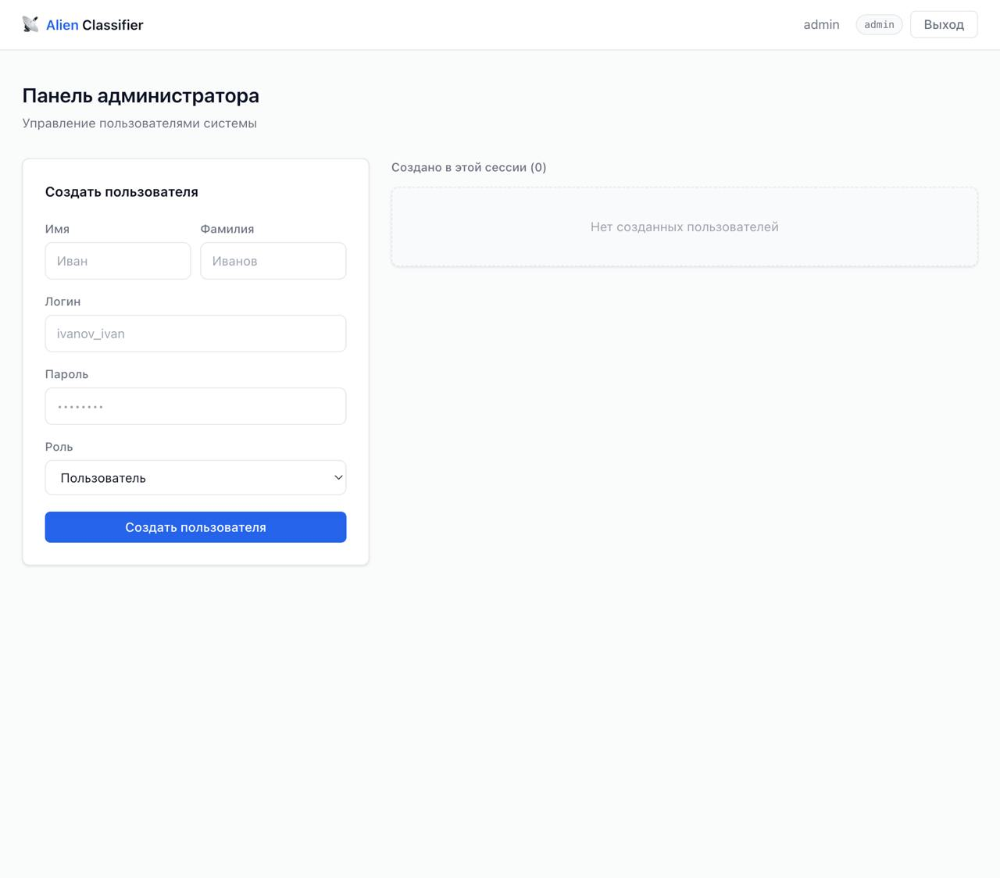 Alien Classifier
admin
admin
Выход
Панель администратора
Управление пользователями системы
Создать пользователя
Имя
Фамилия
Иван
Иванов
Логин
ivanov_ivan
Пароль
••••••••
Роль
Пользователь
Создать пользователя
Создано в этой сессии (0)
Нет созданных пользователей